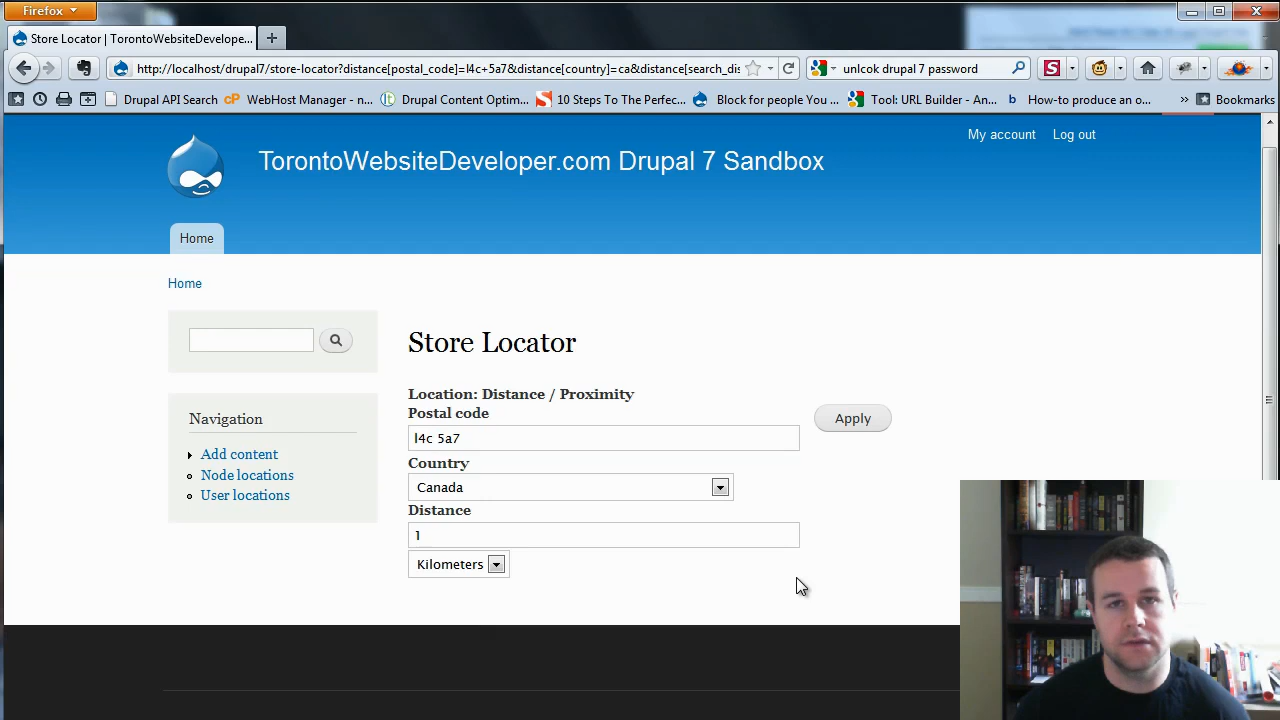 Firefox
Store Locator | TorontoWebsiteDevelope...
http://localhost/drupal7/store-locator?distance[postal_code]=l4c+5a7&distance[country]=ca&distance[search_dis
unlcok drupal 7 password
Drupal API Search
WebHost Manager - n...
Drupal Content Optim...
10 Steps To The Perfec...
Block for people You ...
Tool: URL Builder - An...
How-to produce an o...
Bookmarks
My account
Log out
TorontoWebsiteDeveloper.com Drupal 7 Sandbox
Home
Home
Store Locator
Location: Distance / Proximity
Postal code
Apply
l4c 5a7
Navigation
Country
Add content
Node locations
Canada
User locations
Distance
1
Kilometers